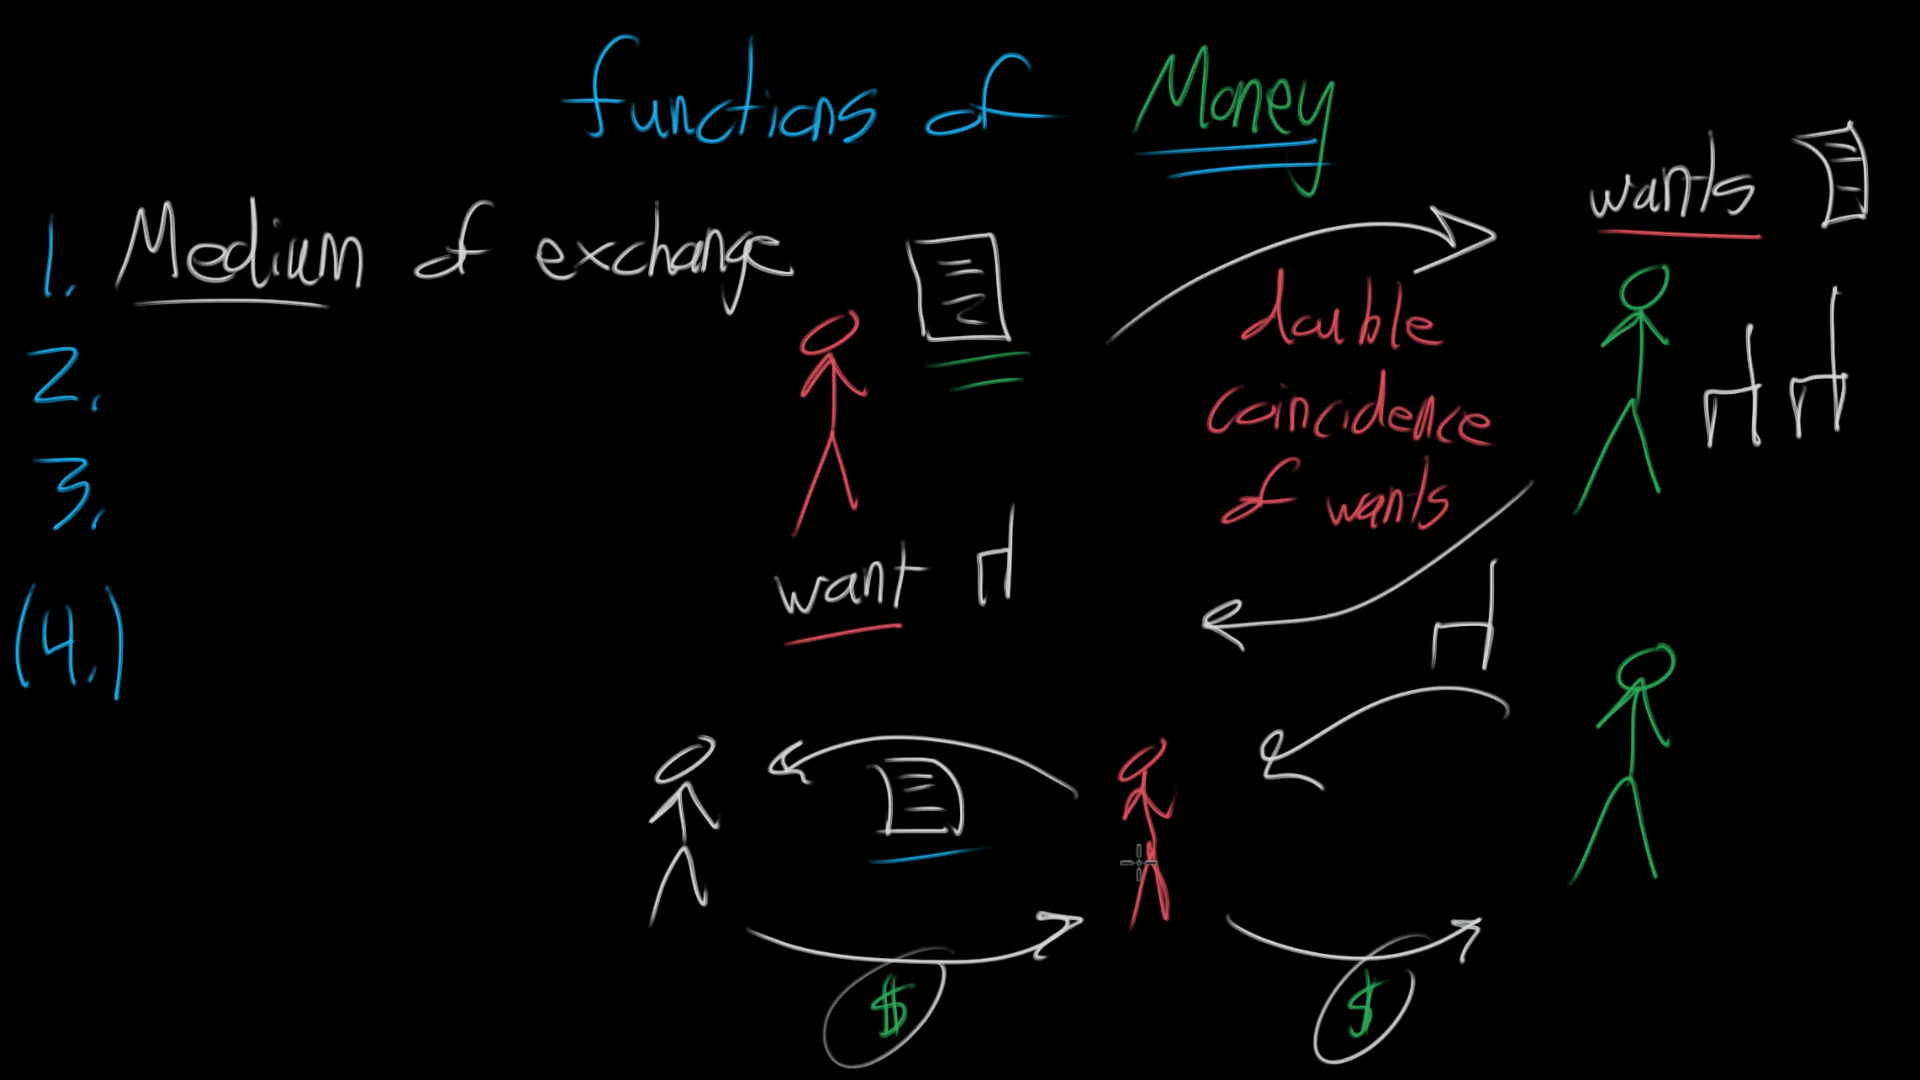 functions of Money
1. Medium of exchange
2.
3.
(4.)
wants
double
coincidence
of wants
want
$
$